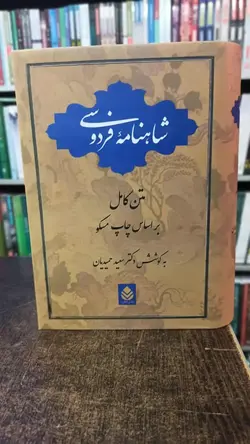 شاهنامهٔ فردوسی
متن کامل
بر اساس چاپ مسکو
به کوشش دکتر سعید حمیدیان